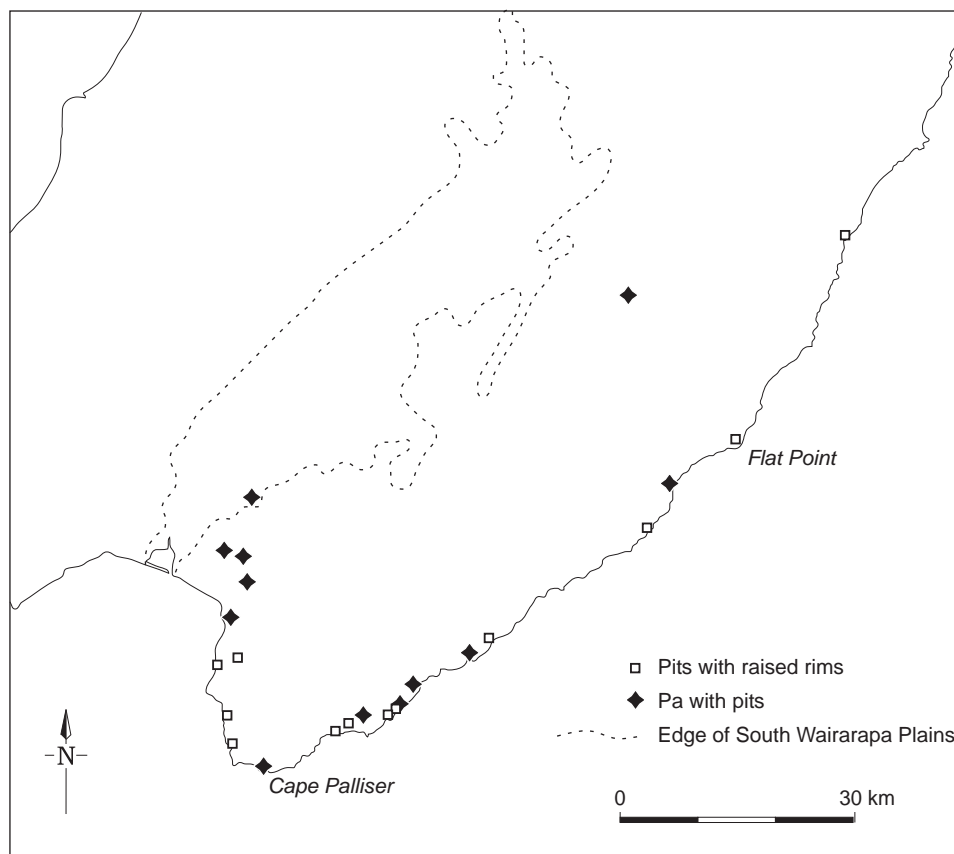 Flat Point
Pits with raised rims
Pa with pits
Edge of South Wairarapa Plains
N
Cape Palliser
0 30 km